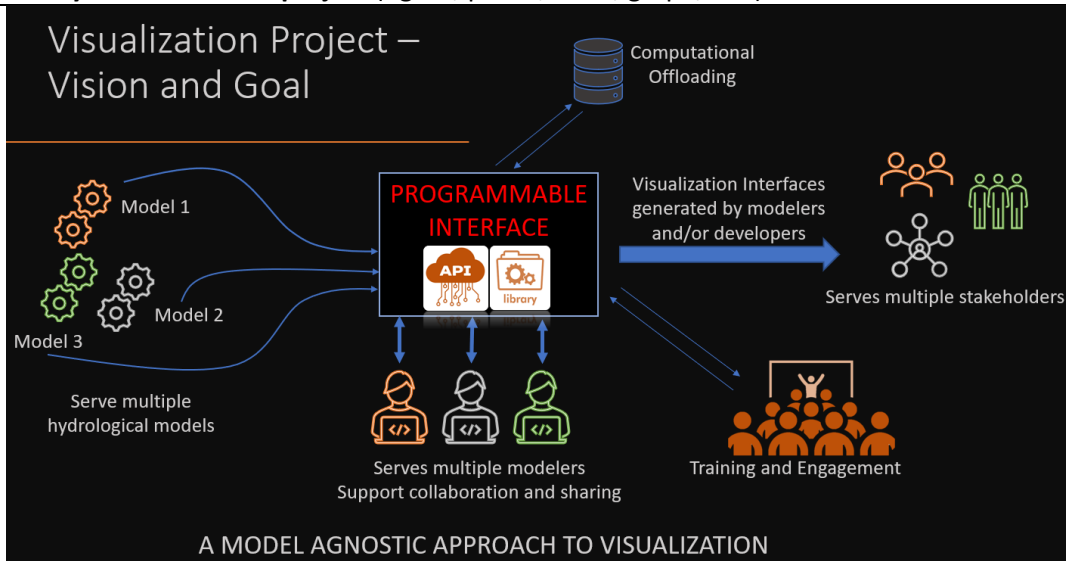 Visualization Project –
Vision and Goal
Computational
Offloading
Model 1
Model 2
Model 3
Serve multiple
hydrological models
PROGRAMMABLE
INTERFACE
API
library
Visualization Interfaces
generated by modelers
and/or developers
Serves multiple stakeholders
</>
</>
</>
Serves multiple modelers
Support collaboration and sharing
Training and Engagement
A MODEL AGNOSTIC APPROACH TO VISUALIZATION